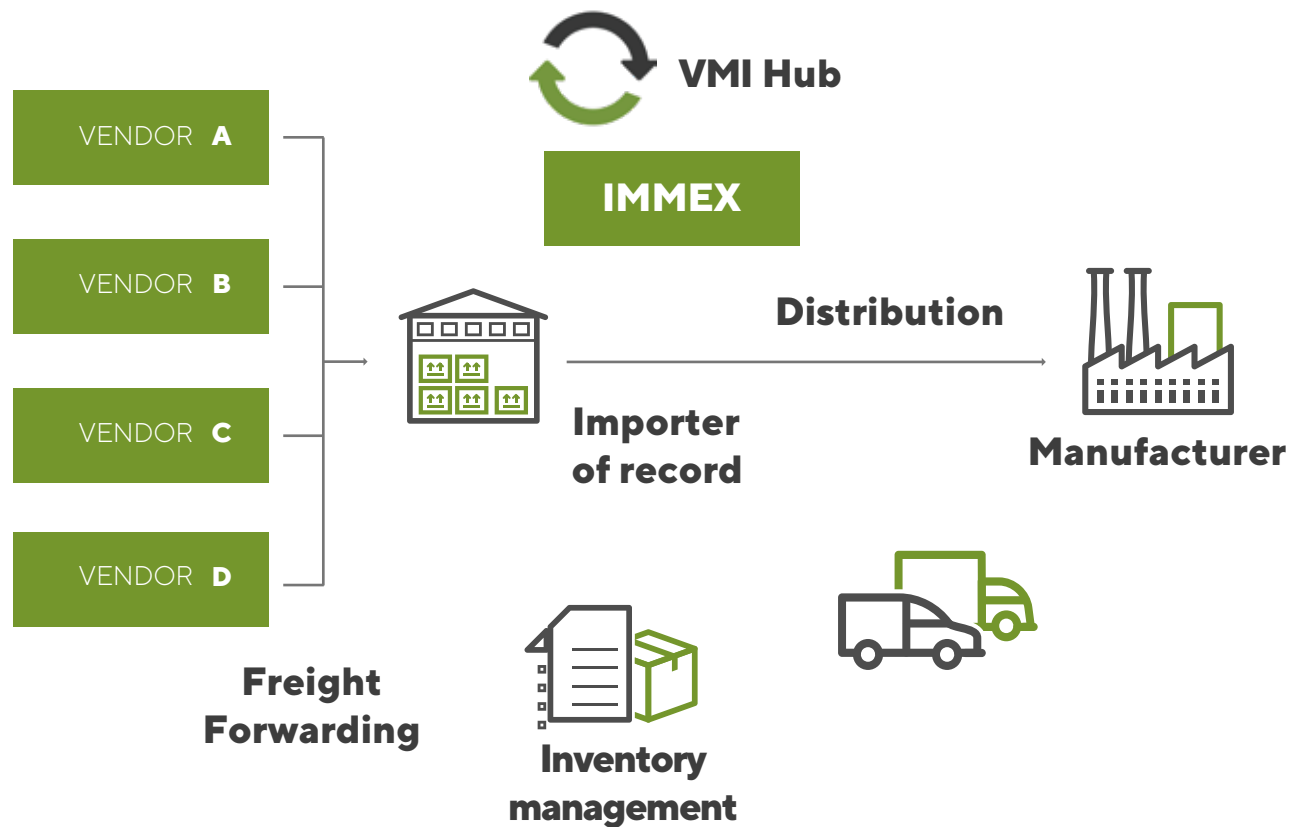 VMI Hub
VENDOR A
IMMEX
VENDOR B
Distribution
VENDOR C
Importer
of record
Manufacturer
VENDOR D
Freight
Forwarding
Inventory
management